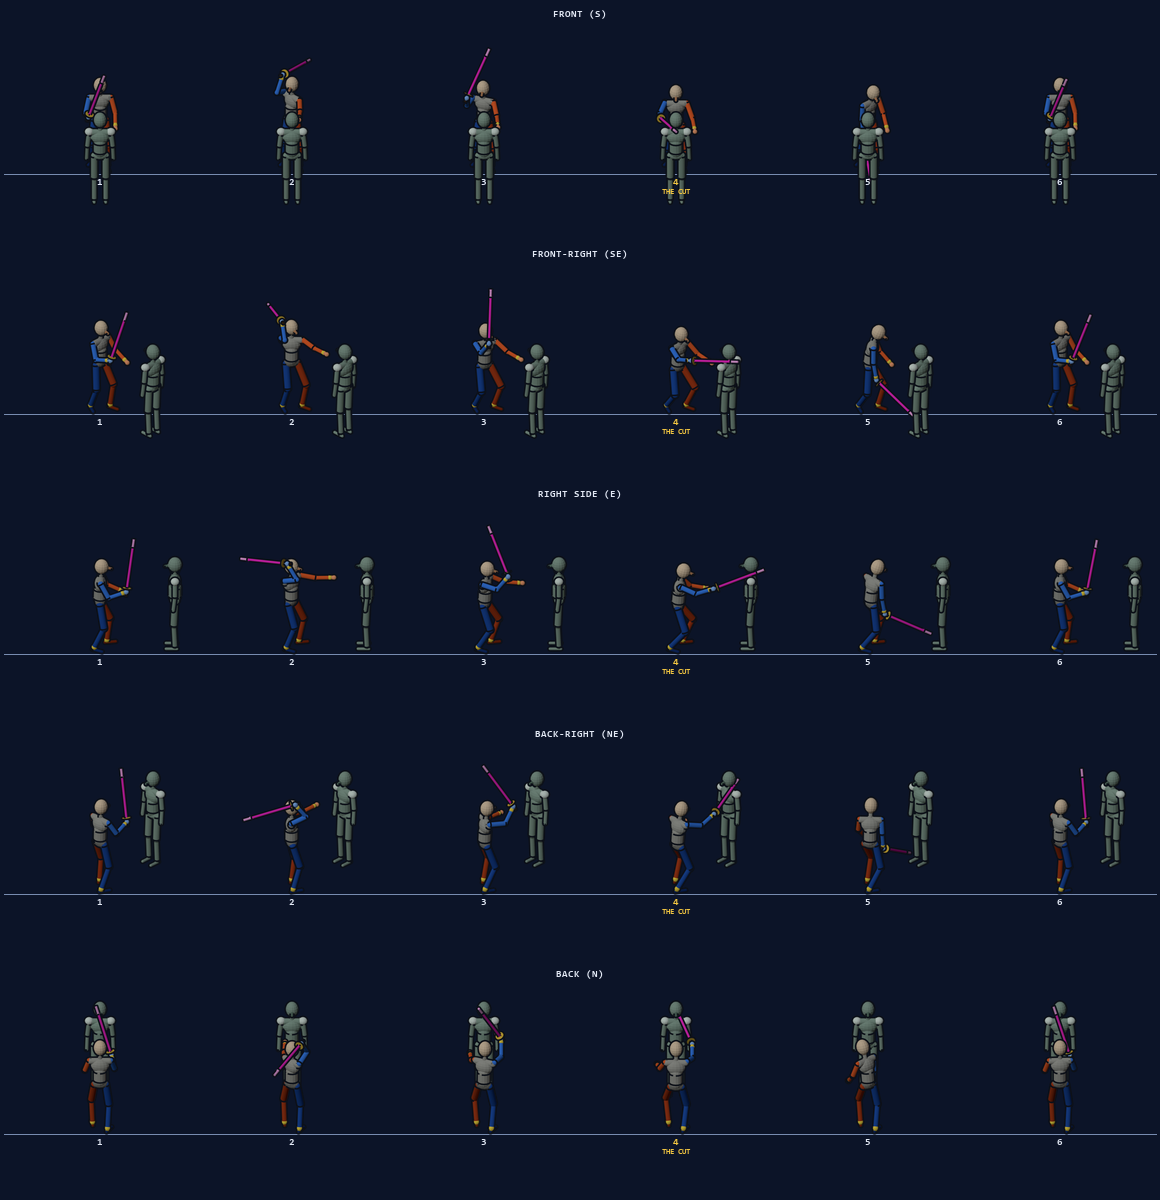 FRONT (S)
1 2 3 4 5 6
THE CUT
FRONT-RIGHT (SE)
1 2 3 4 5 6
THE CUT
RIGHT SIDE (E)
1 2 3 4 5 6
THE CUT
BACK-RIGHT (NE)
1 2 3 4 5 6
THE CUT
BACK (N)
1 2 3 4 5 6
THE CUT